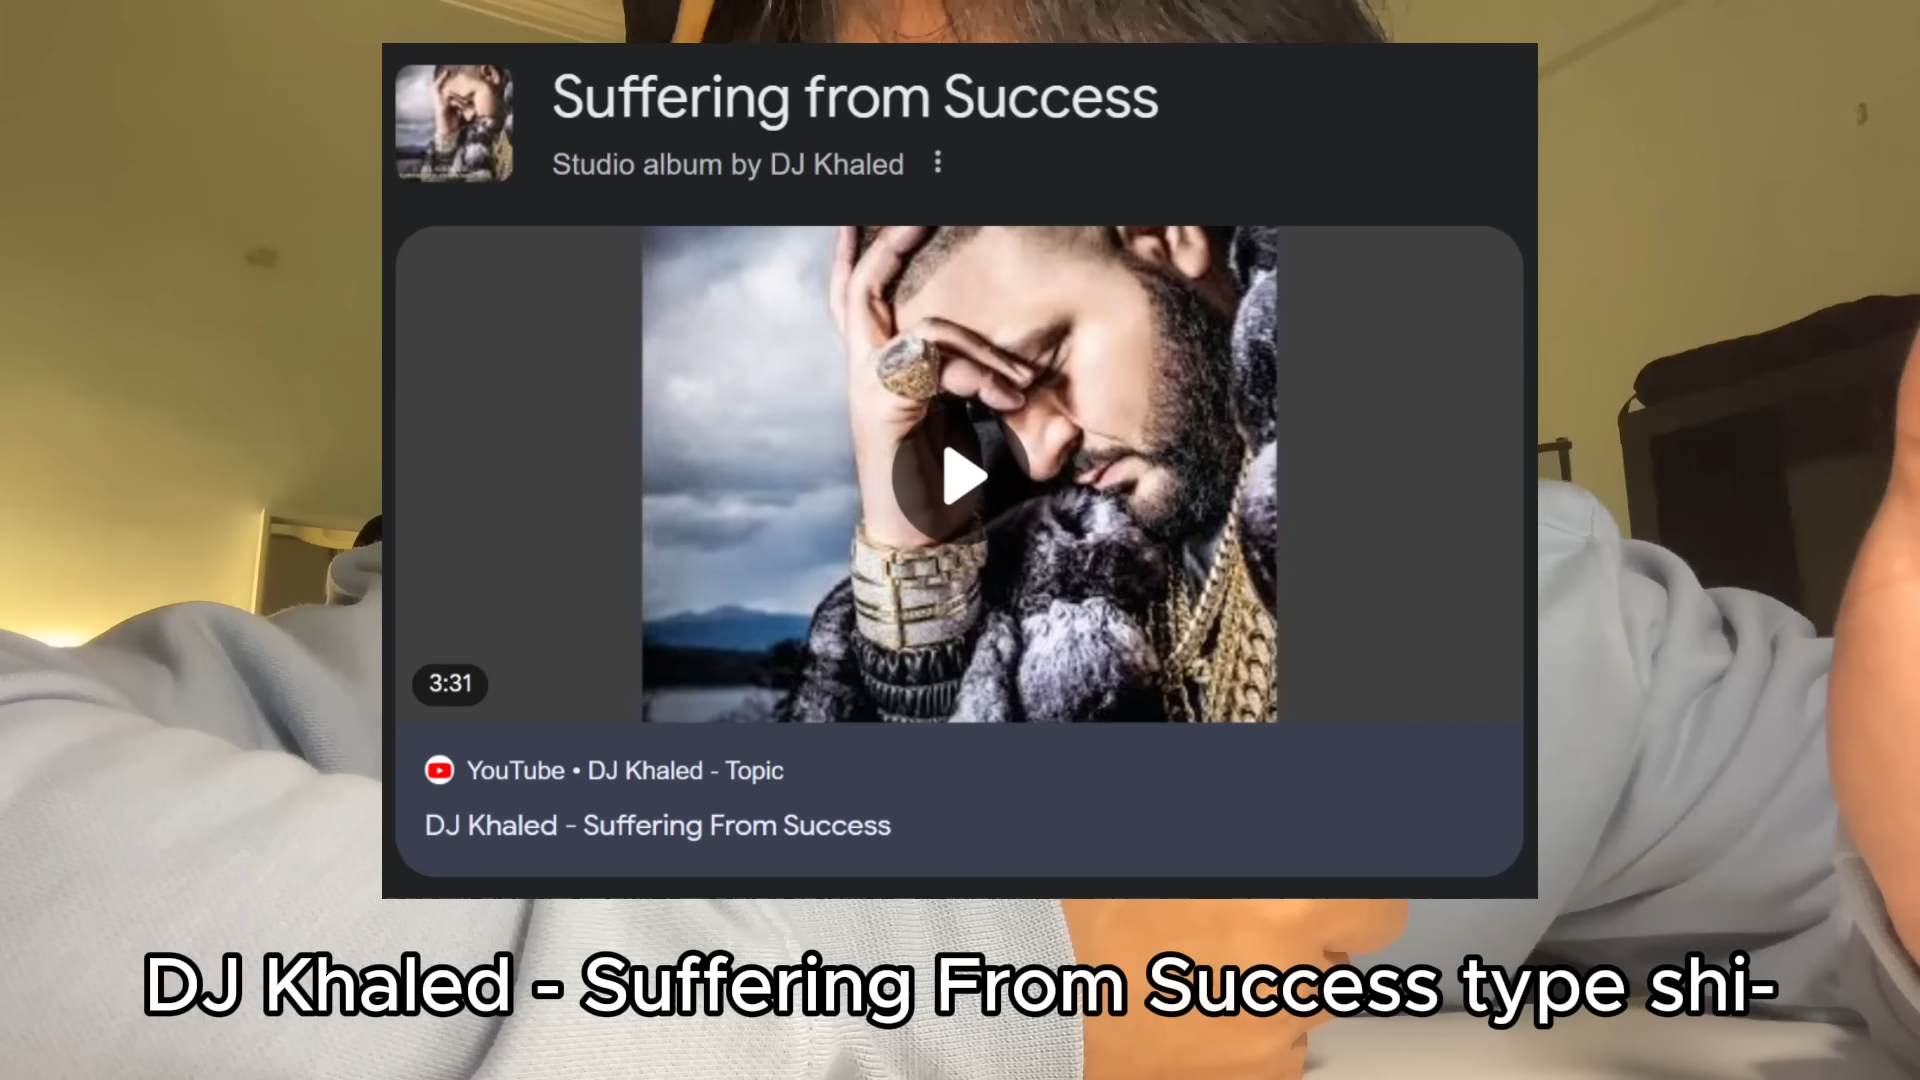 Suffering from Success
Studio album by DJ Khaled
3:31
YouTube • DJ Khaled - Topic
DJ Khaled - Suffering From Success
DJ Khaled - Suffering From Success type shi-